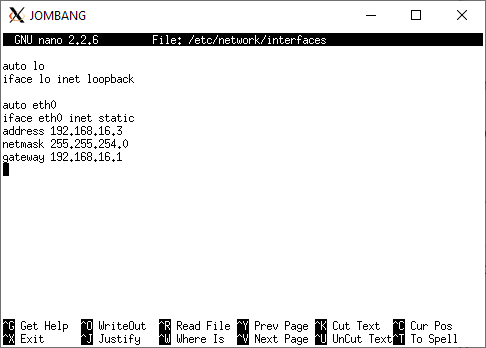 JOMBANG
GNU nano 2.2.6 File: /etc/network/interfaces
auto lo
iface lo inet loopback
auto eth0
iface eth0 inet static
address 192.168.16.3
netmask 255.255.254.0
gateway 192.168.16.1
^G Get Help ^O WriteOut ^R Read File ^Y Prev Page ^K Cut Text ^C Cur Pos
^X Exit ^J Justify ^W Where Is ^V Next Page ^U UnCut Text ^T To Spell